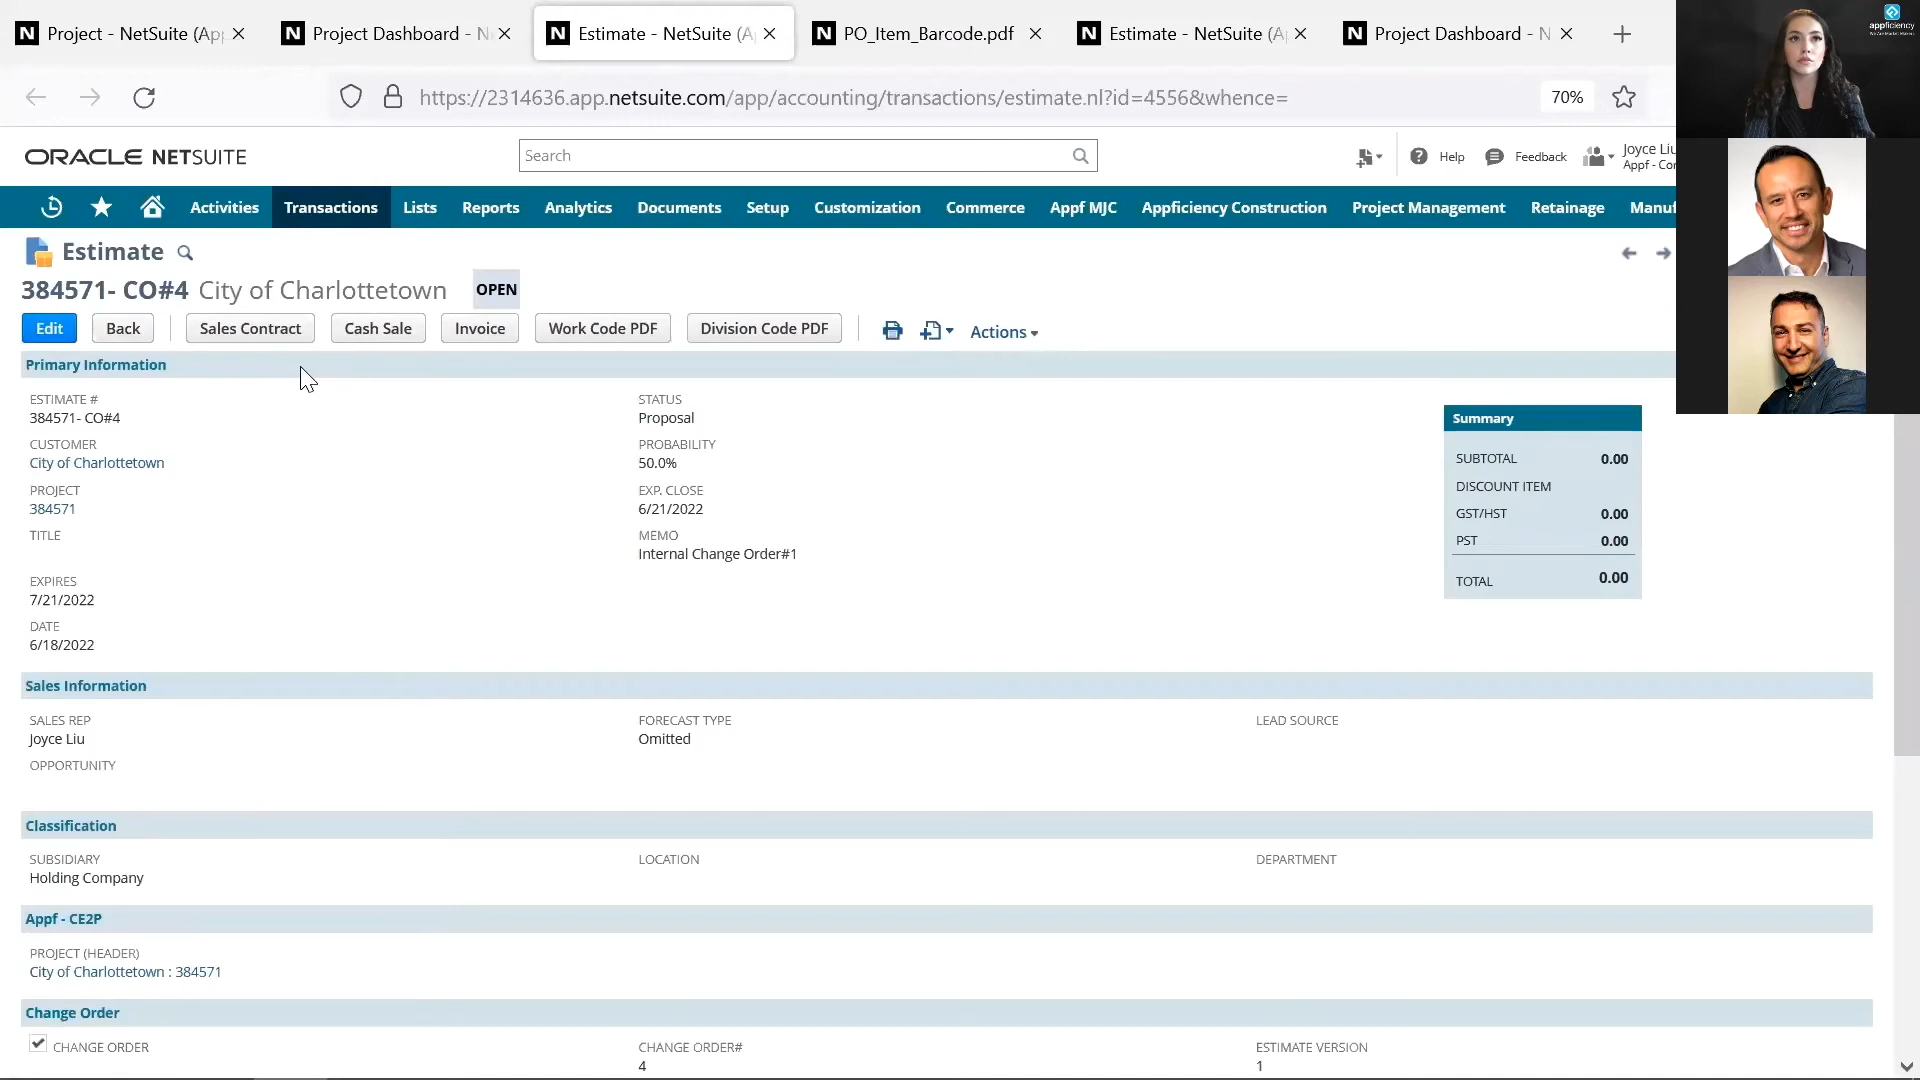 Project - NetSuite (App
Project Dashboard - N
Estimate - NetSuite (A
PO_Item_Barcode.pdf
Estimate - NetSuite (A
Project Dashboard - N
https://2314636.app.netsuite.com/app/accounting/transactions/estimate.nl?id=4556&whence=
70%
appficiency
ORACLE NETSUITE
Search
Help
Feedback
Joyce Liu
Appf - Con
Activities
Transactions
Lists
Reports
Analytics
Documents
Setup
Customization
Commerce
Appf MJC
Appficiency Construction
Project Management
Retainage
Manuf
Estimate
384571- CO#4 City of Charlottetown OPEN
Edit
Back
Sales Contract
Cash Sale
Invoice
Work Code PDF
Division Code PDF
Actions
Primary Information
ESTIMATE #
384571- CO#4
CUSTOMER
City of Charlottetown
PROJECT
384571
TITLE
EXPIRES
7/21/2022
DATE
6/18/2022
STATUS
Proposal
PROBABILITY
50.0%
EXP. CLOSE
6/21/2022
MEMO
Internal Change Order#1
Summary
SUBTOTAL 0.00
DISCOUNT ITEM
GST/HST 0.00
PST 0.00
TOTAL 0.00
Sales Information
SALES REP
Joyce Liu
OPPORTUNITY
FORECAST TYPE
Omitted
LEAD SOURCE
Classification
SUBSIDIARY
Holding Company
LOCATION
DEPARTMENT
Appf - CE2P
PROJECT (HEADER)
City of Charlottetown : 384571
Change Order
CHANGE ORDER
CHANGE ORDER#
4
ESTIMATE VERSION
1